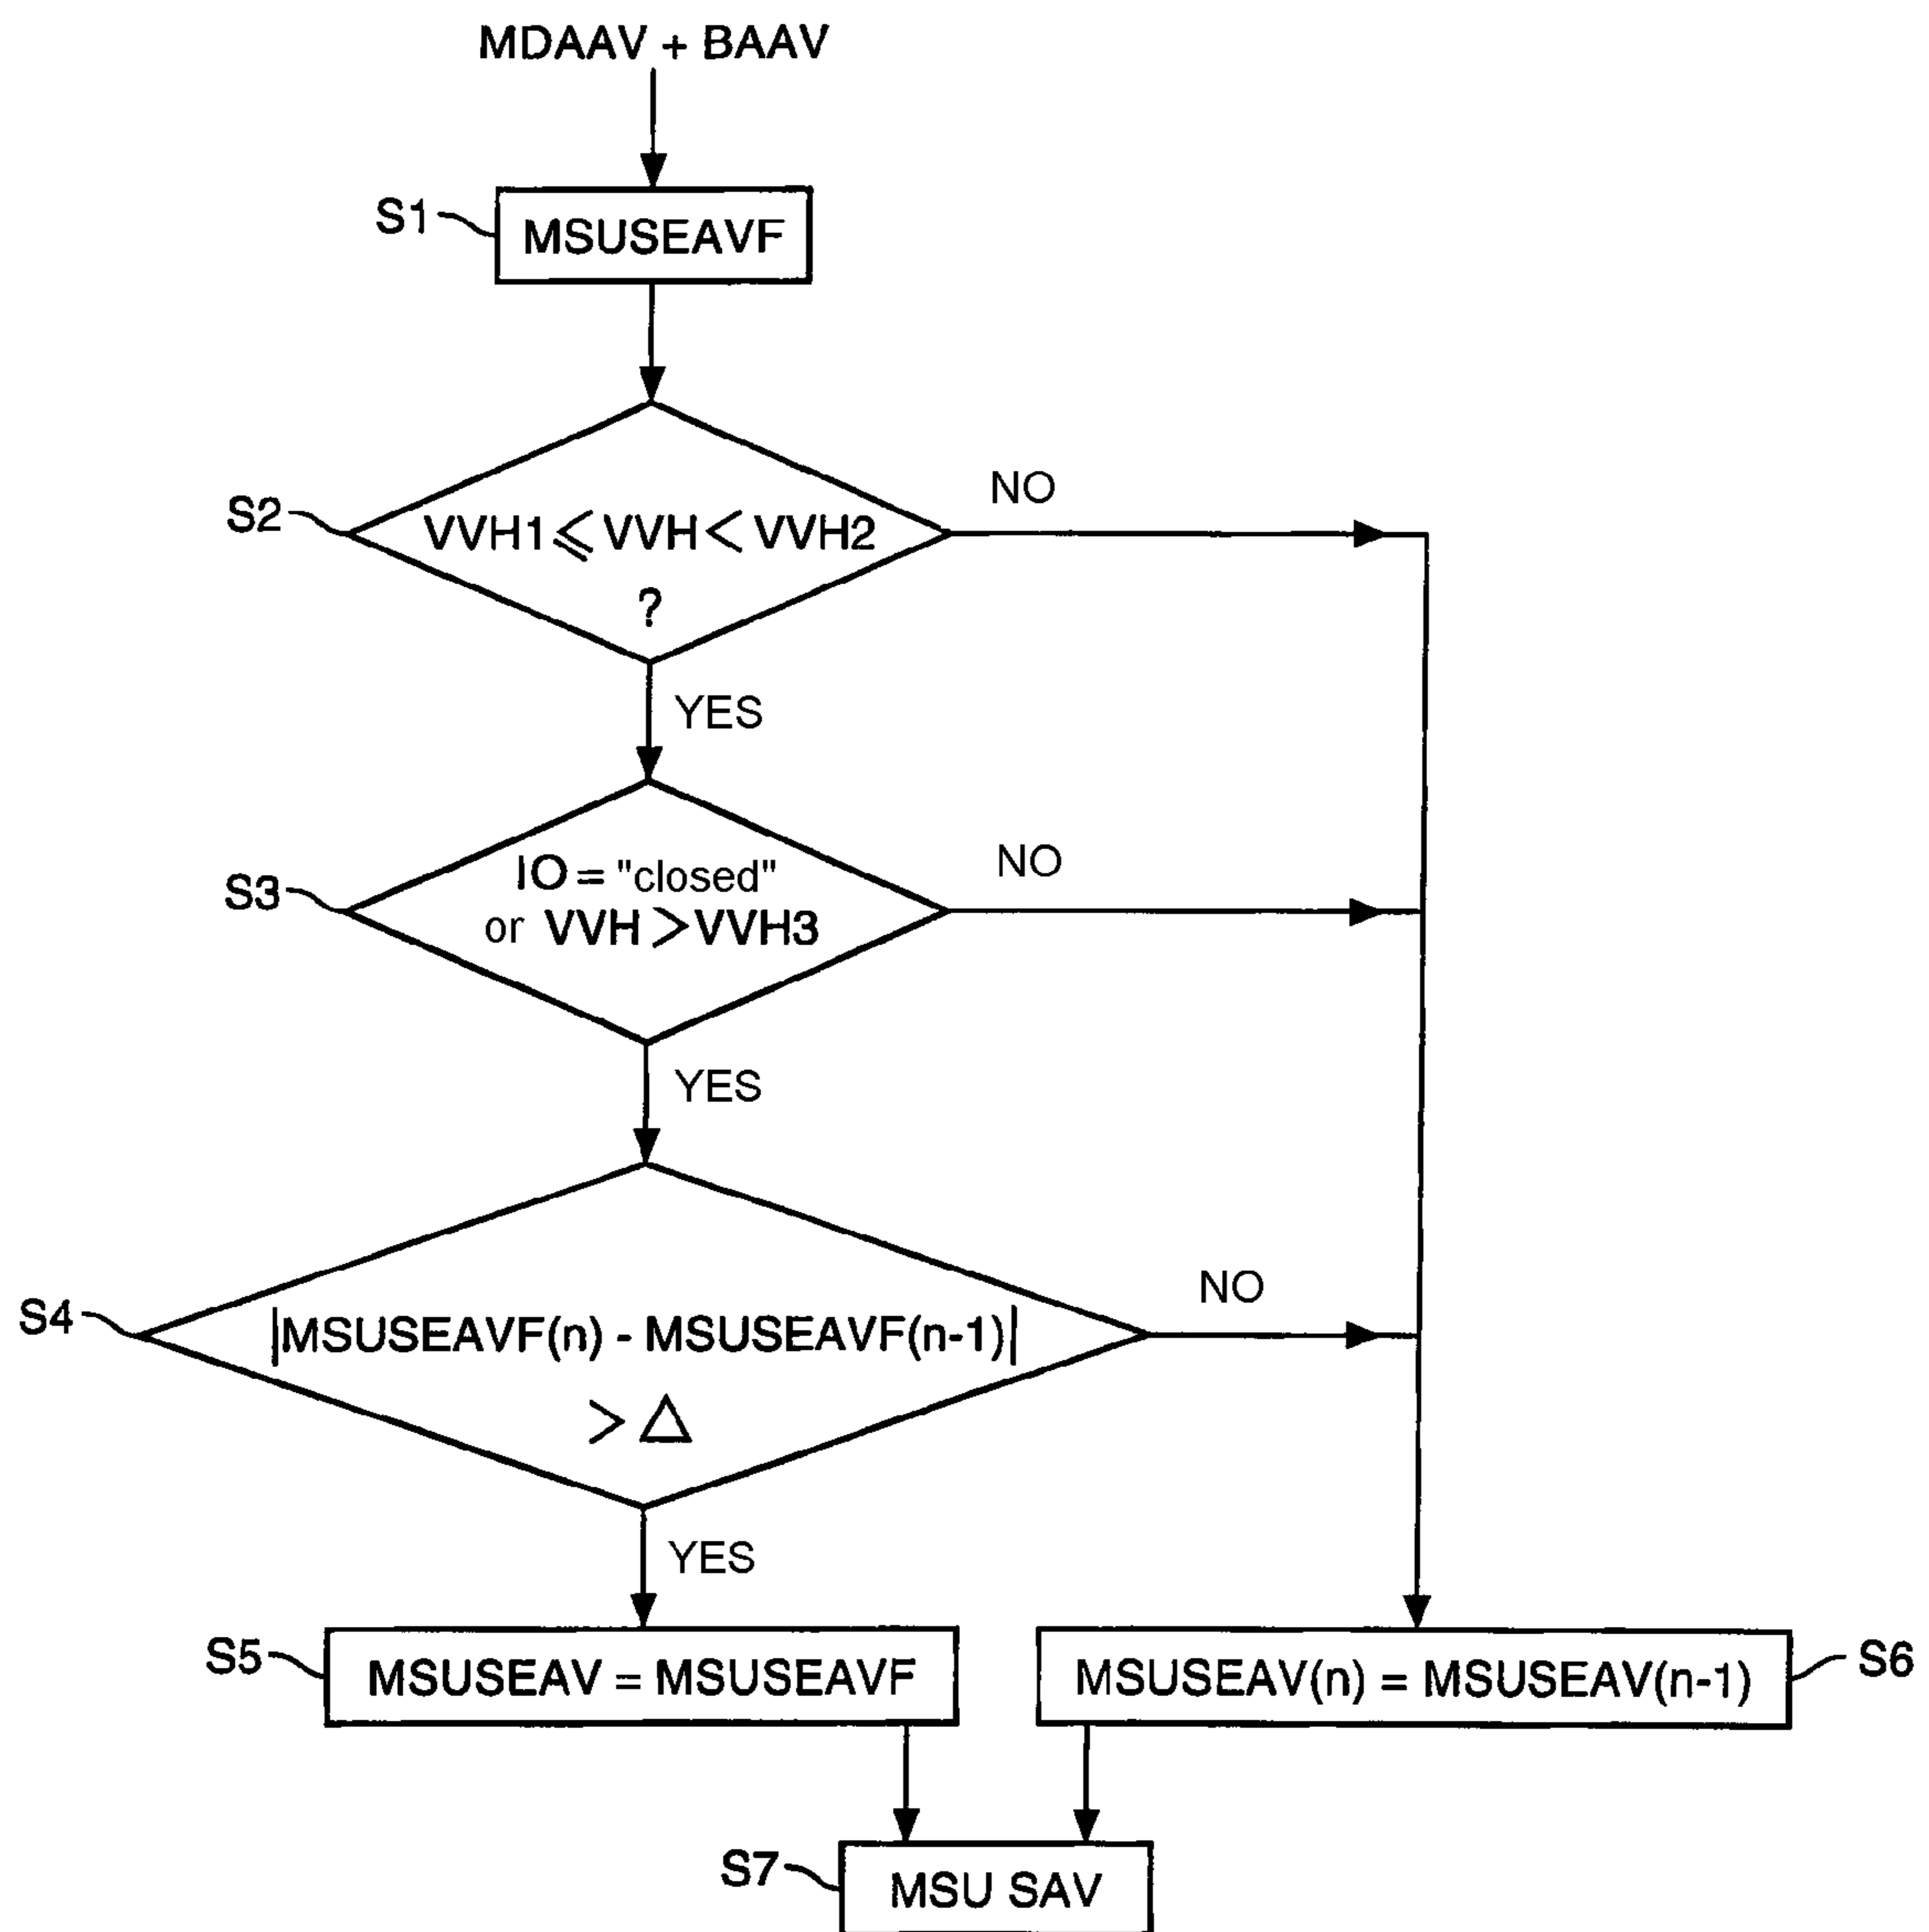 MDAAV + BAAV
S1
MSUSEAVF
S2
VVH1 ⩽ VVH < VVH2
?
NO
YES
S3
IO = "closed"
or VVH > VVH3
NO
YES
S4
|MSUSEAVF(n) - MSUSEAVF(n-1)|
> △
NO
YES
S5
MSUSEAV = MSUSEAVF
MSUSEAV(n) = MSUSEAV(n-1)
S6
S7
MSU SAV